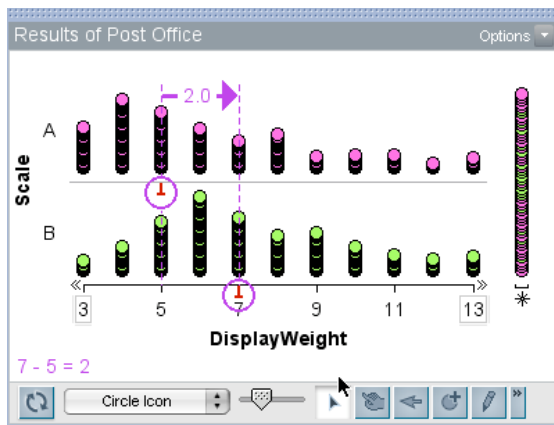 Results of Post Office
Options
2.0
A
Scale
B
3 5 7 9 11 13
*
DisplayWeight
7 - 5 = 2
Circle Icon
»